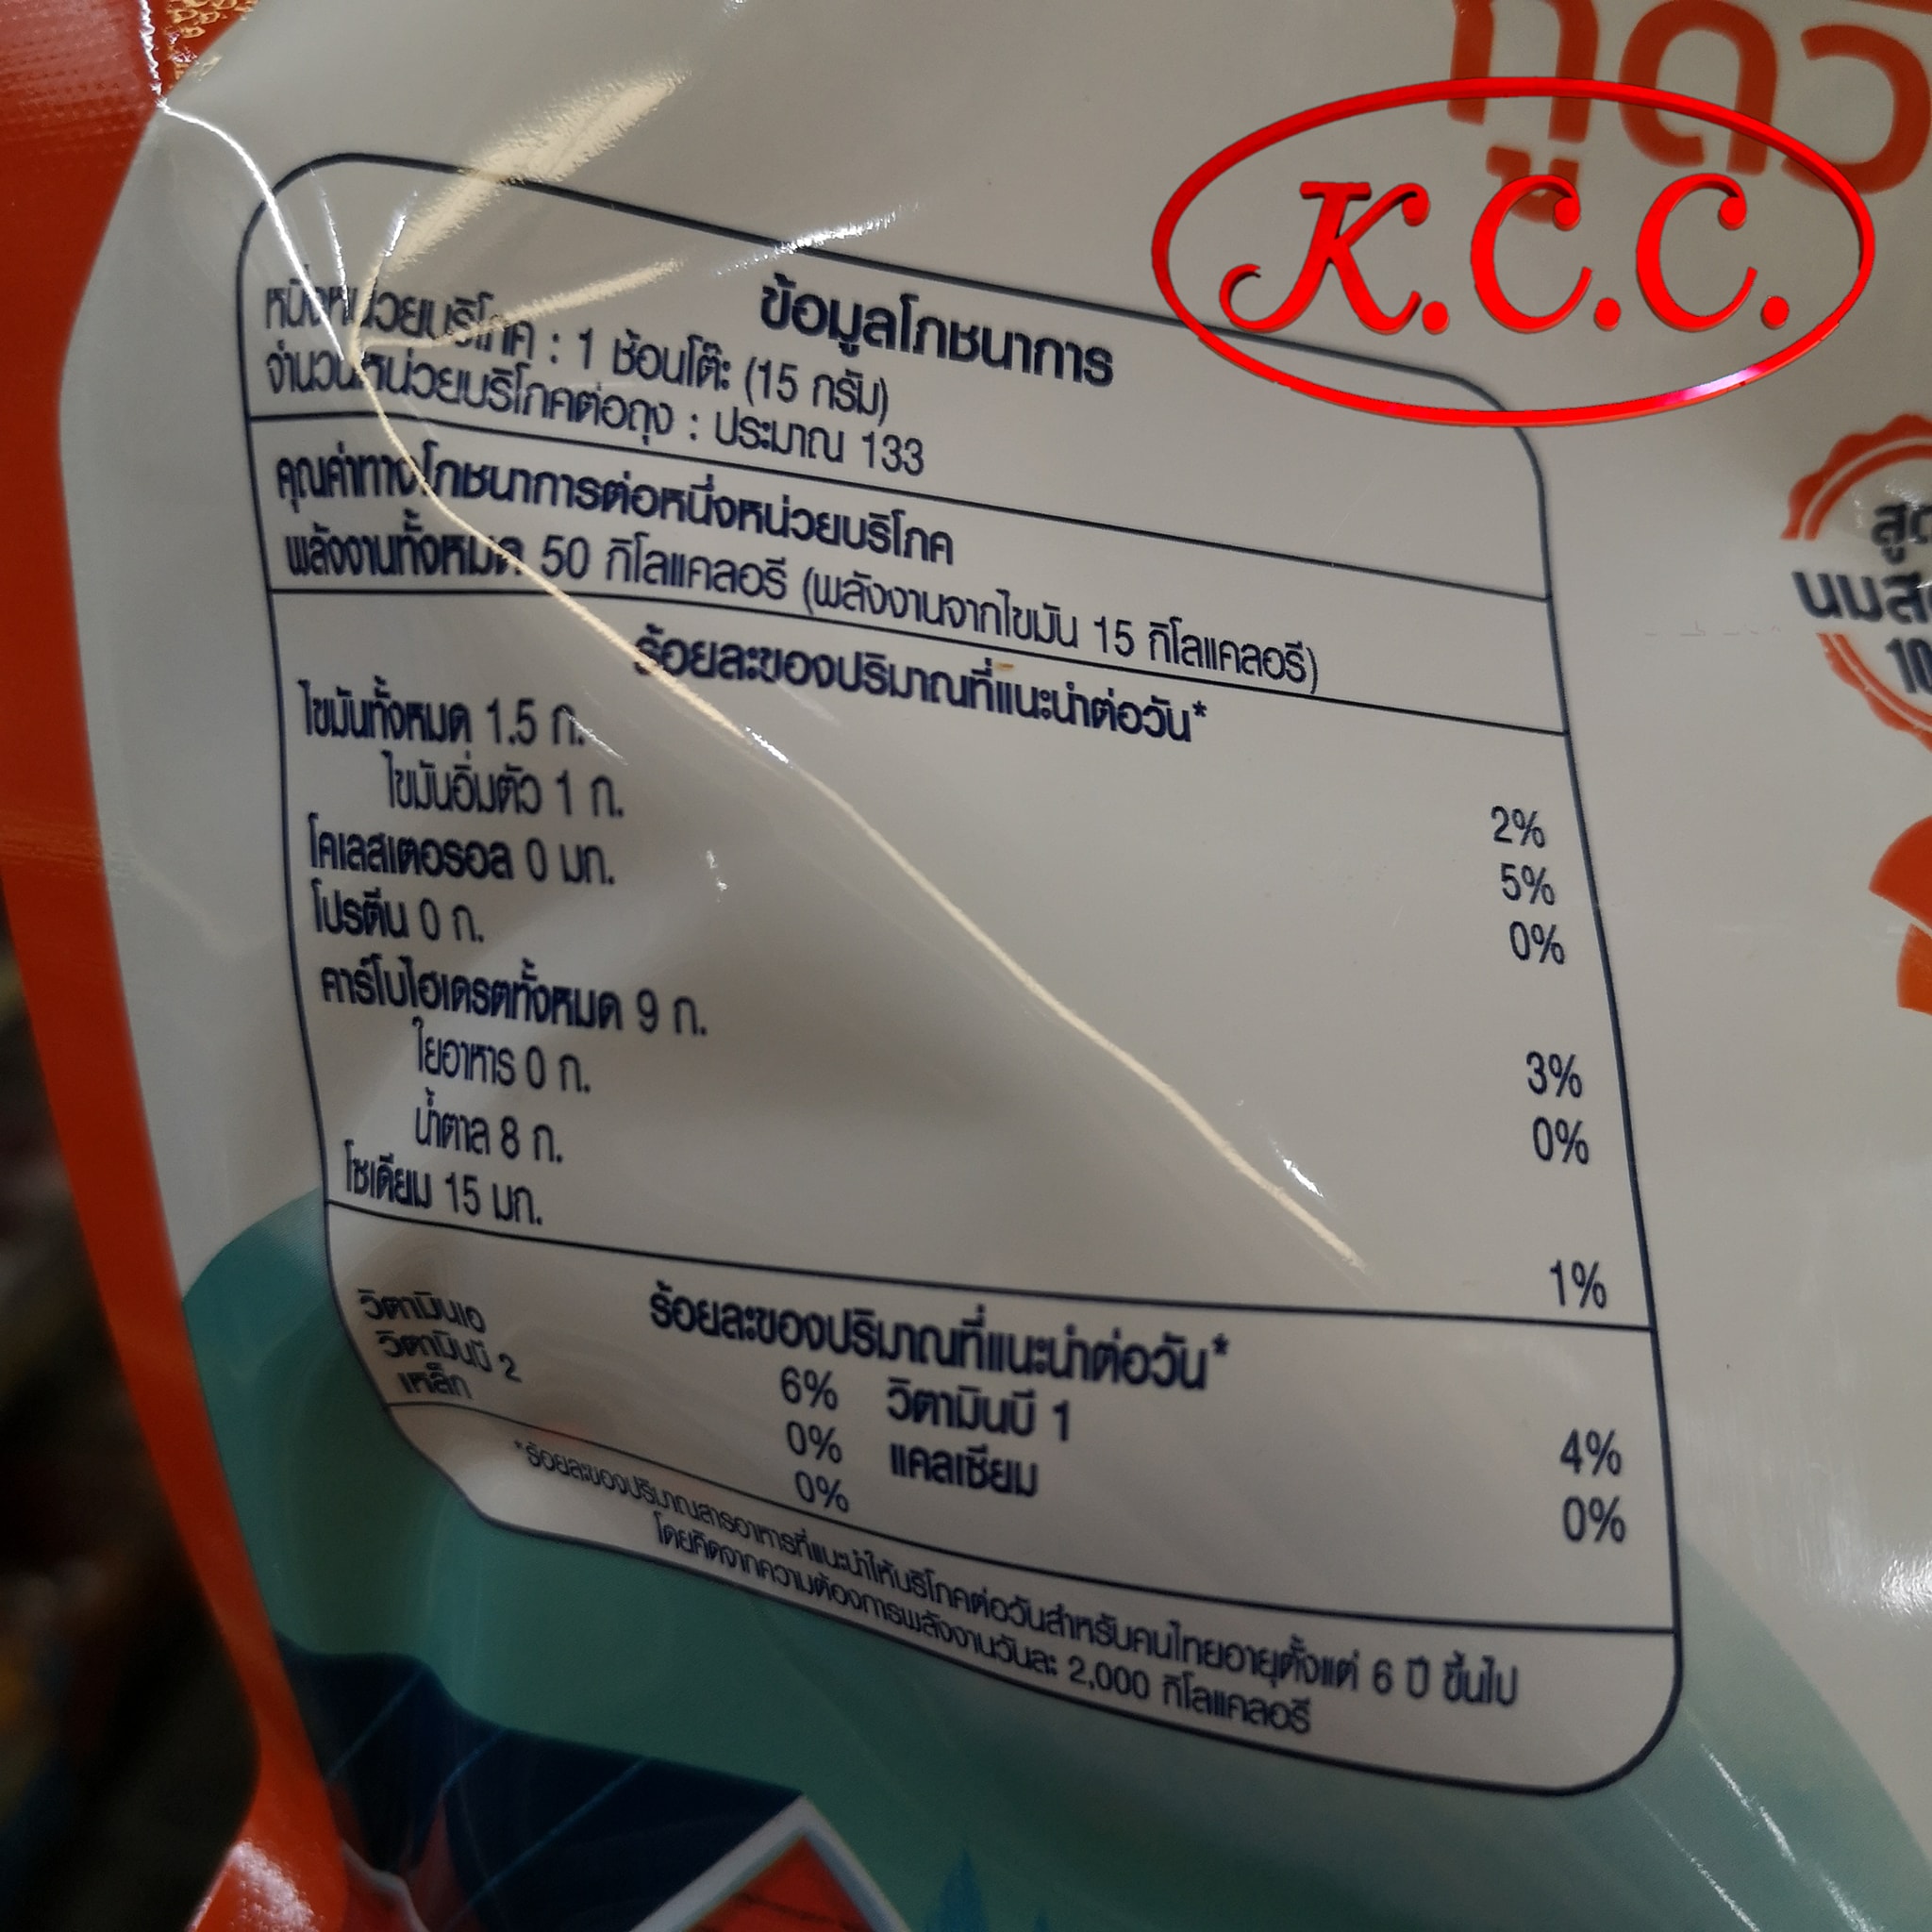 K.C.C.
ข้อมูลโภชนาการ
หนึ่งหน่วยบริโภค : 1 ช้อนโต๊ะ (15 กรัม)
จำนวนหน่วยบริโภคต่อถุง : ประมาณ 133
คุณค่าทางโภชนาการต่อหนึ่งหน่วยบริโภค
พลังงานทั้งหมด 50 กิโลแคลอรี (พลังงานจากไขมัน 15 กิโลแคลอรี)
ร้อยละของปริมาณที่แนะนำต่อวัน*
ไขมันทั้งหมด 1.5 ก. 2%
ไขมันอิ่มตัว 1 ก. 5%
โคเลสเตอรอล 0 มก. 0%
โปรตีน 0 ก.
คาร์โบไฮเดรตทั้งหมด 9 ก. 3%
ใยอาหาร 0 ก. 0%
น้ำตาล 8 ก.
โซเดียม 15 มก. 1%
ร้อยละของปริมาณที่แนะนำต่อวัน*
วิตามินเอ 6% วิตามินบี 1 4%
วิตามินบี 2 0% แคลเซียม 0%
เหล็ก 0%
*ร้อยละของปริมาณสารอาหารที่แนะนำให้บริโภคต่อวันสำหรับคนไทยอายุตั้งแต่ 6 ปี ขึ้นไป
โดยคิดจากความต้องการพลังงานวันละ 2,000 กิโลแคลอรี